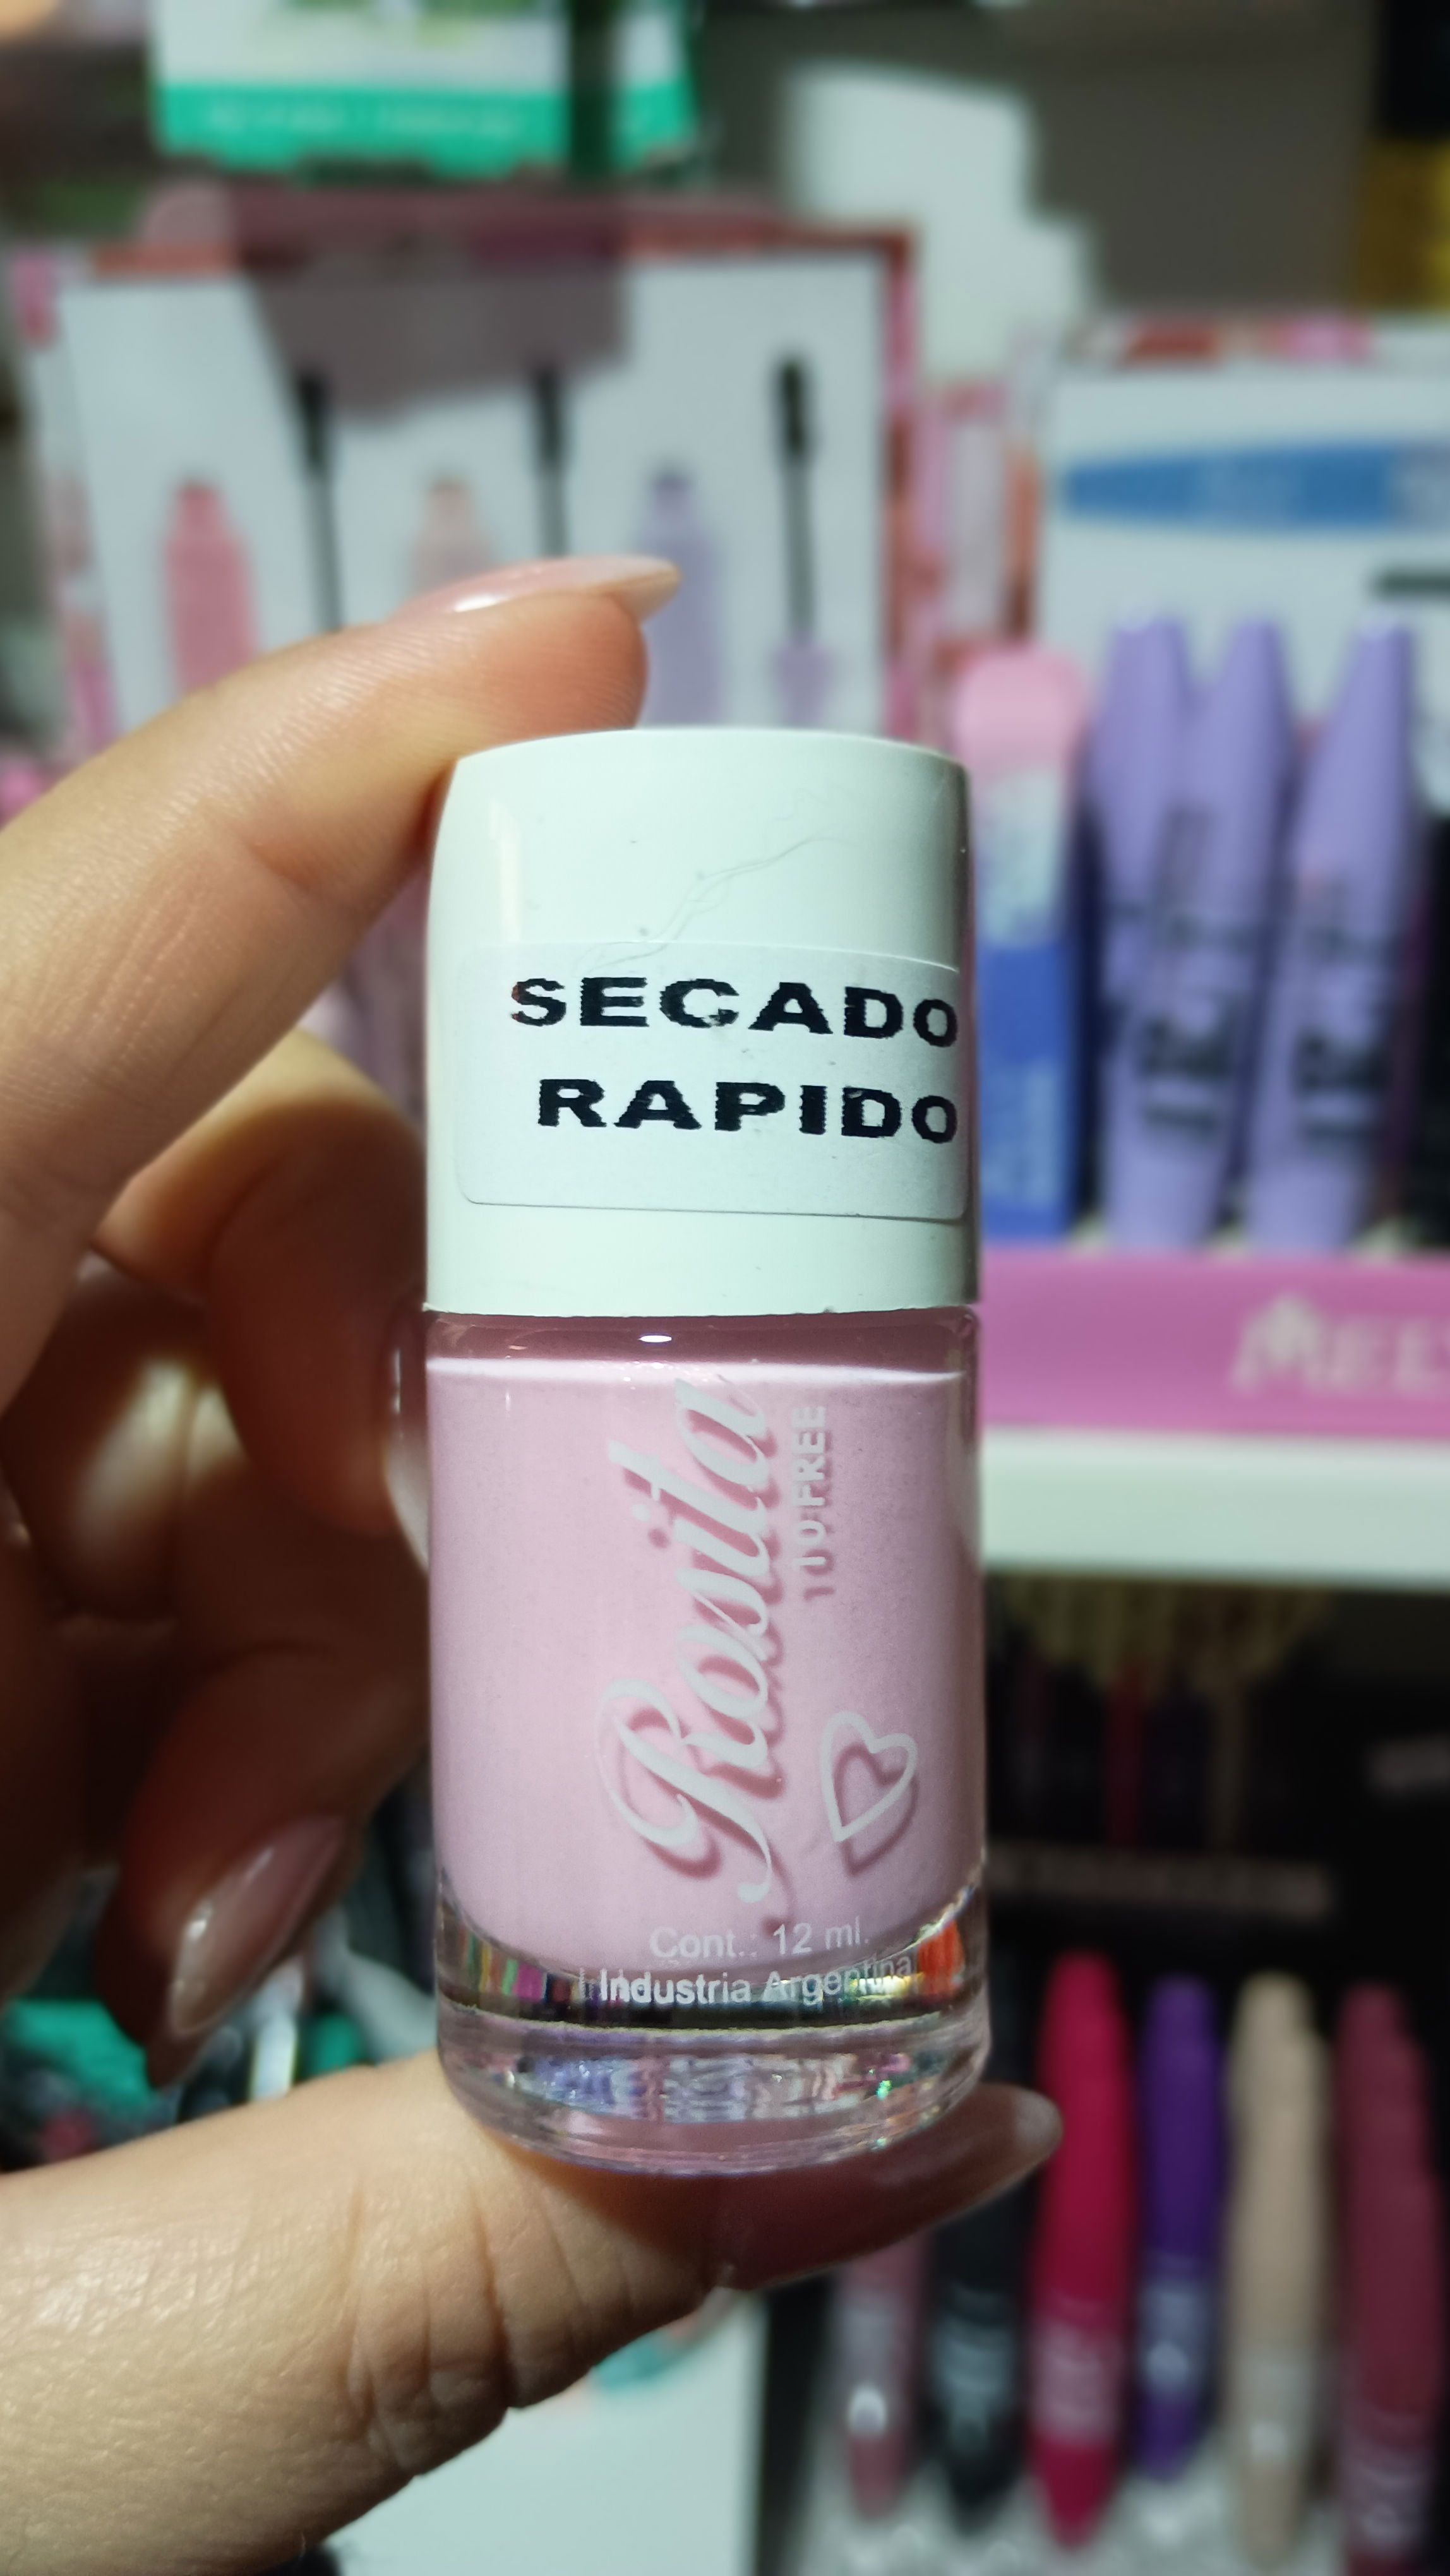 SECADO
RAPIDO
Rosita
10 FREE
Cont.: 12 ml.
Industria Argentina